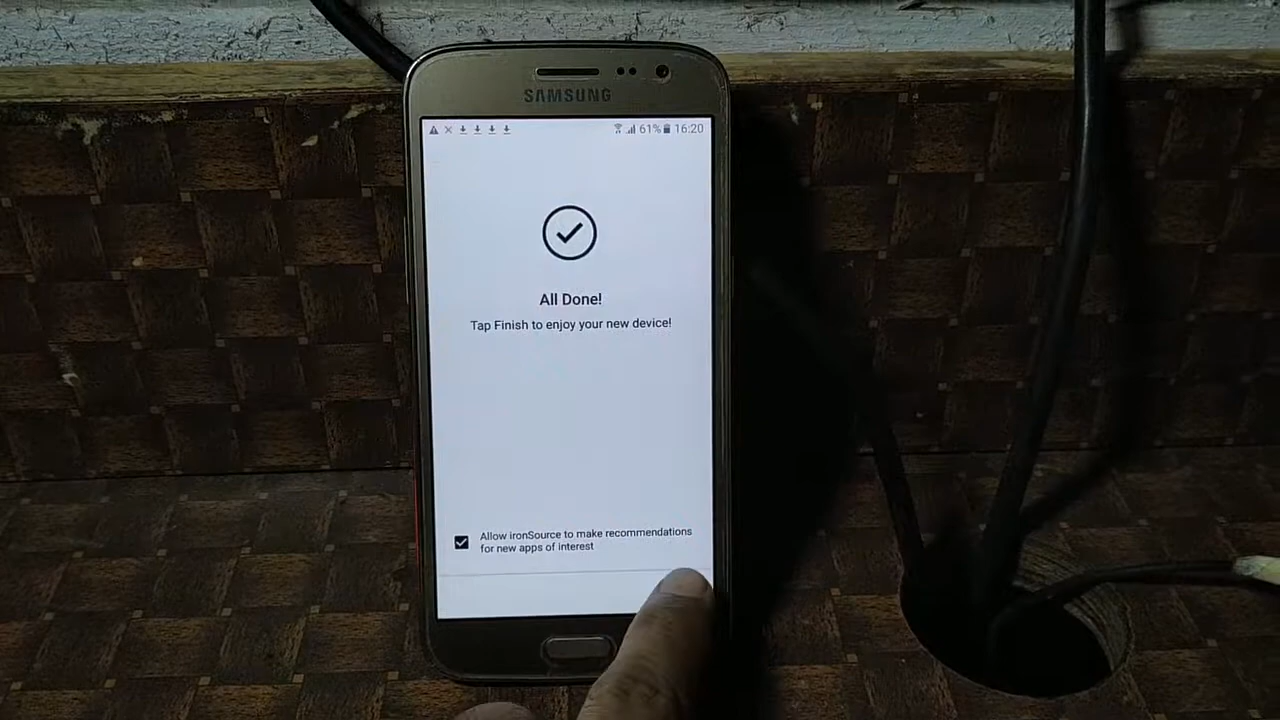 SAMSUNG
61% 16:20
All Done!
Tap Finish to enjoy your new device!
Allow ironSource to make recommendations
for new apps of interest